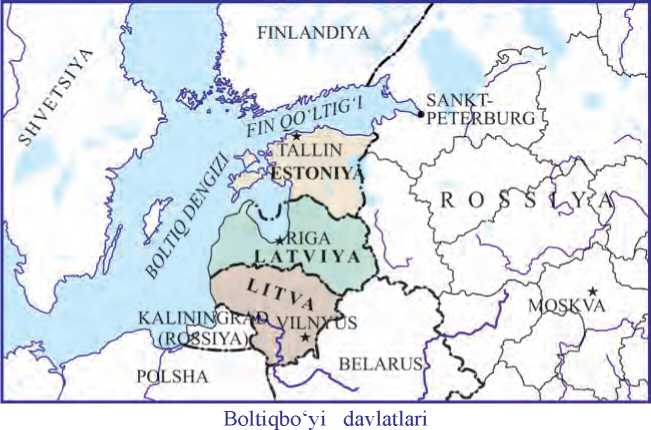 FINLANDIYA
SHVETSIYA
FIN QO‘LTIG‘I
SANKT-
PETERBURG
TALLIN
ESTONIYA
BOLTIQ DENGIZI
ROSSIYA
RIGA
LATVIYA
LITVA
MOSKVA
KALININGRAD
(ROSSIYA)
VILNYUS
BELARUS
POLSHA
Boltiqbo‘yi davlatlari